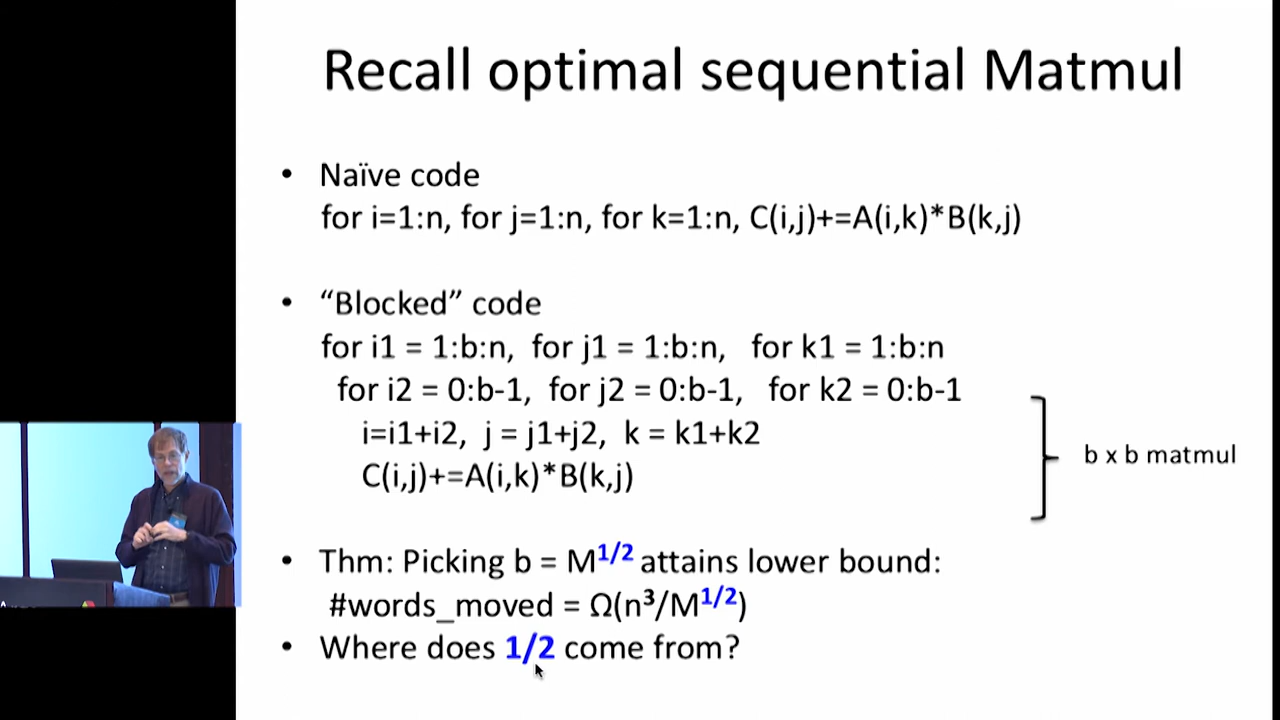 Recall optimal sequential Matmul
• Naïve code
for i=1:n, for j=1:n, for k=1:n, C(i,j)+=A(i,k)*B(k,j)
• “Blocked” code
for i1 = 1:b:n, for j1 = 1:b:n, for k1 = 1:b:n
for i2 = 0:b-1, for j2 = 0:b-1, for k2 = 0:b-1
i=i1+i2, j = j1+j2, k = k1+k2
C(i,j)+=A(i,k)*B(k,j)
b x b matmul
• Thm: Picking b = M^1/2 attains lower bound:
#words_moved = Ω(n³/M^1/2)
• Where does 1/2 come from?